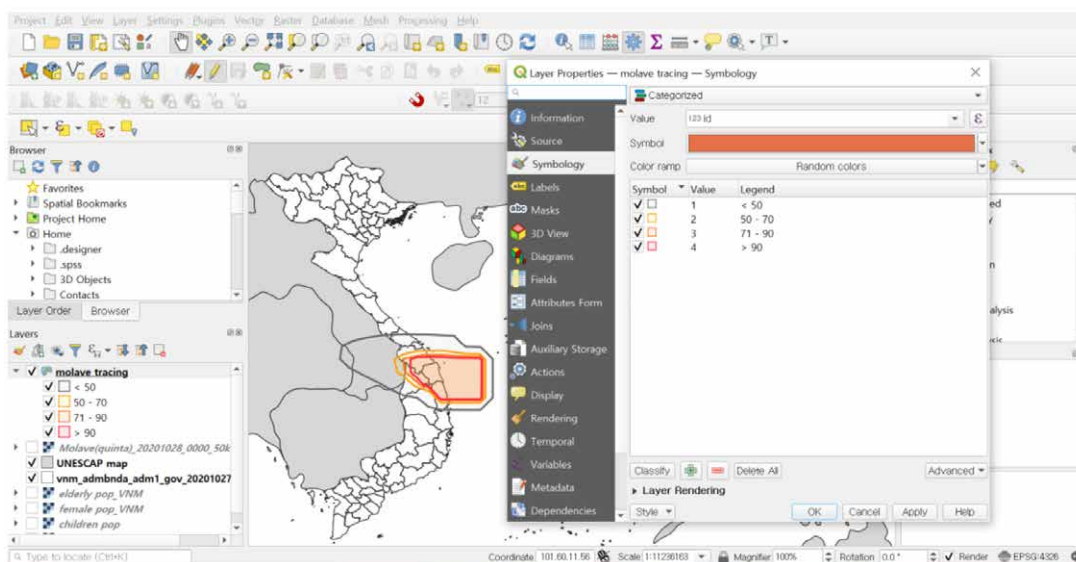 Project Edit View Layer Settings Plugins Vector Raster Database Mesh Processing Help
12
Browser
Favorites
Spatial Bookmarks
Project Home
Home
.designer
.spss
3D Objects
Contacts
Layer Order Browser
Layers
molave tracing
< 50
50 - 70
71 - 90
> 90
Molave(quinta)_20201028_0000_50k
UNESCAP map
vnm_admbnda_adm1_gov_20201027
elderly pop_VNM
female pop_VNM
children pop
Layer Properties — molave tracing — Symbology
Information
Source
Symbology
Labels
Masks
3D View
Diagrams
Fields
Attributes Form
Joins
Auxiliary Storage
Actions
Display
Rendering
Temporal
Variables
Metadata
Dependencies
Categorized
Value 123 id
Symbol
Color ramp Random colors
Symbol Value Legend
1 < 50
2 50 - 70
3 71 - 90
4 > 90
Classify Delete All Advanced
Layer Rendering
Style OK Cancel Apply Help
alysis
Type to locate (Ctrl+K) Coordinate 101.60,11.56 Scale 1:11236163 Magnifier 100% Rotation 0.0 ° Render EPSG:4326